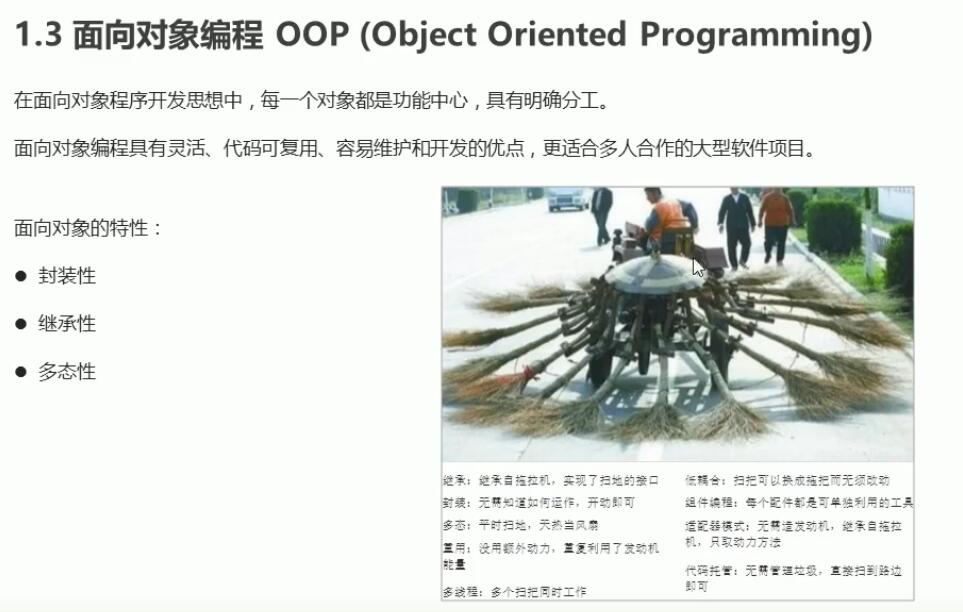 1.3 面向对象编程 OOP (Object Oriented Programming)
在面向对象程序开发思想中，每一个对象都是功能中心，具有明确分工。
面向对象编程具有灵活、代码可复用、容易维护和开发的优点，更适合多人合作的大型软件项目。
面向对象的特性：
● 封装性
● 继承性
● 多态性
继承：继承自拖拉机，实现了扫地的接口
封装：无需知道如何运作，开动即可
多态：平时扫地，天热当风扇
重用：没用额外动力，重复利用了发动机
能量
多线程：多个扫把同时工作
低耦合：扫把可以换成拖把而无须改动
组件编程：每个配件都是可单独利用的工具
适配器模式：无需造发动机，继承自拖拉
机，只取动力方法
代码托管：无需管理垃圾，直接扫到路边
即可